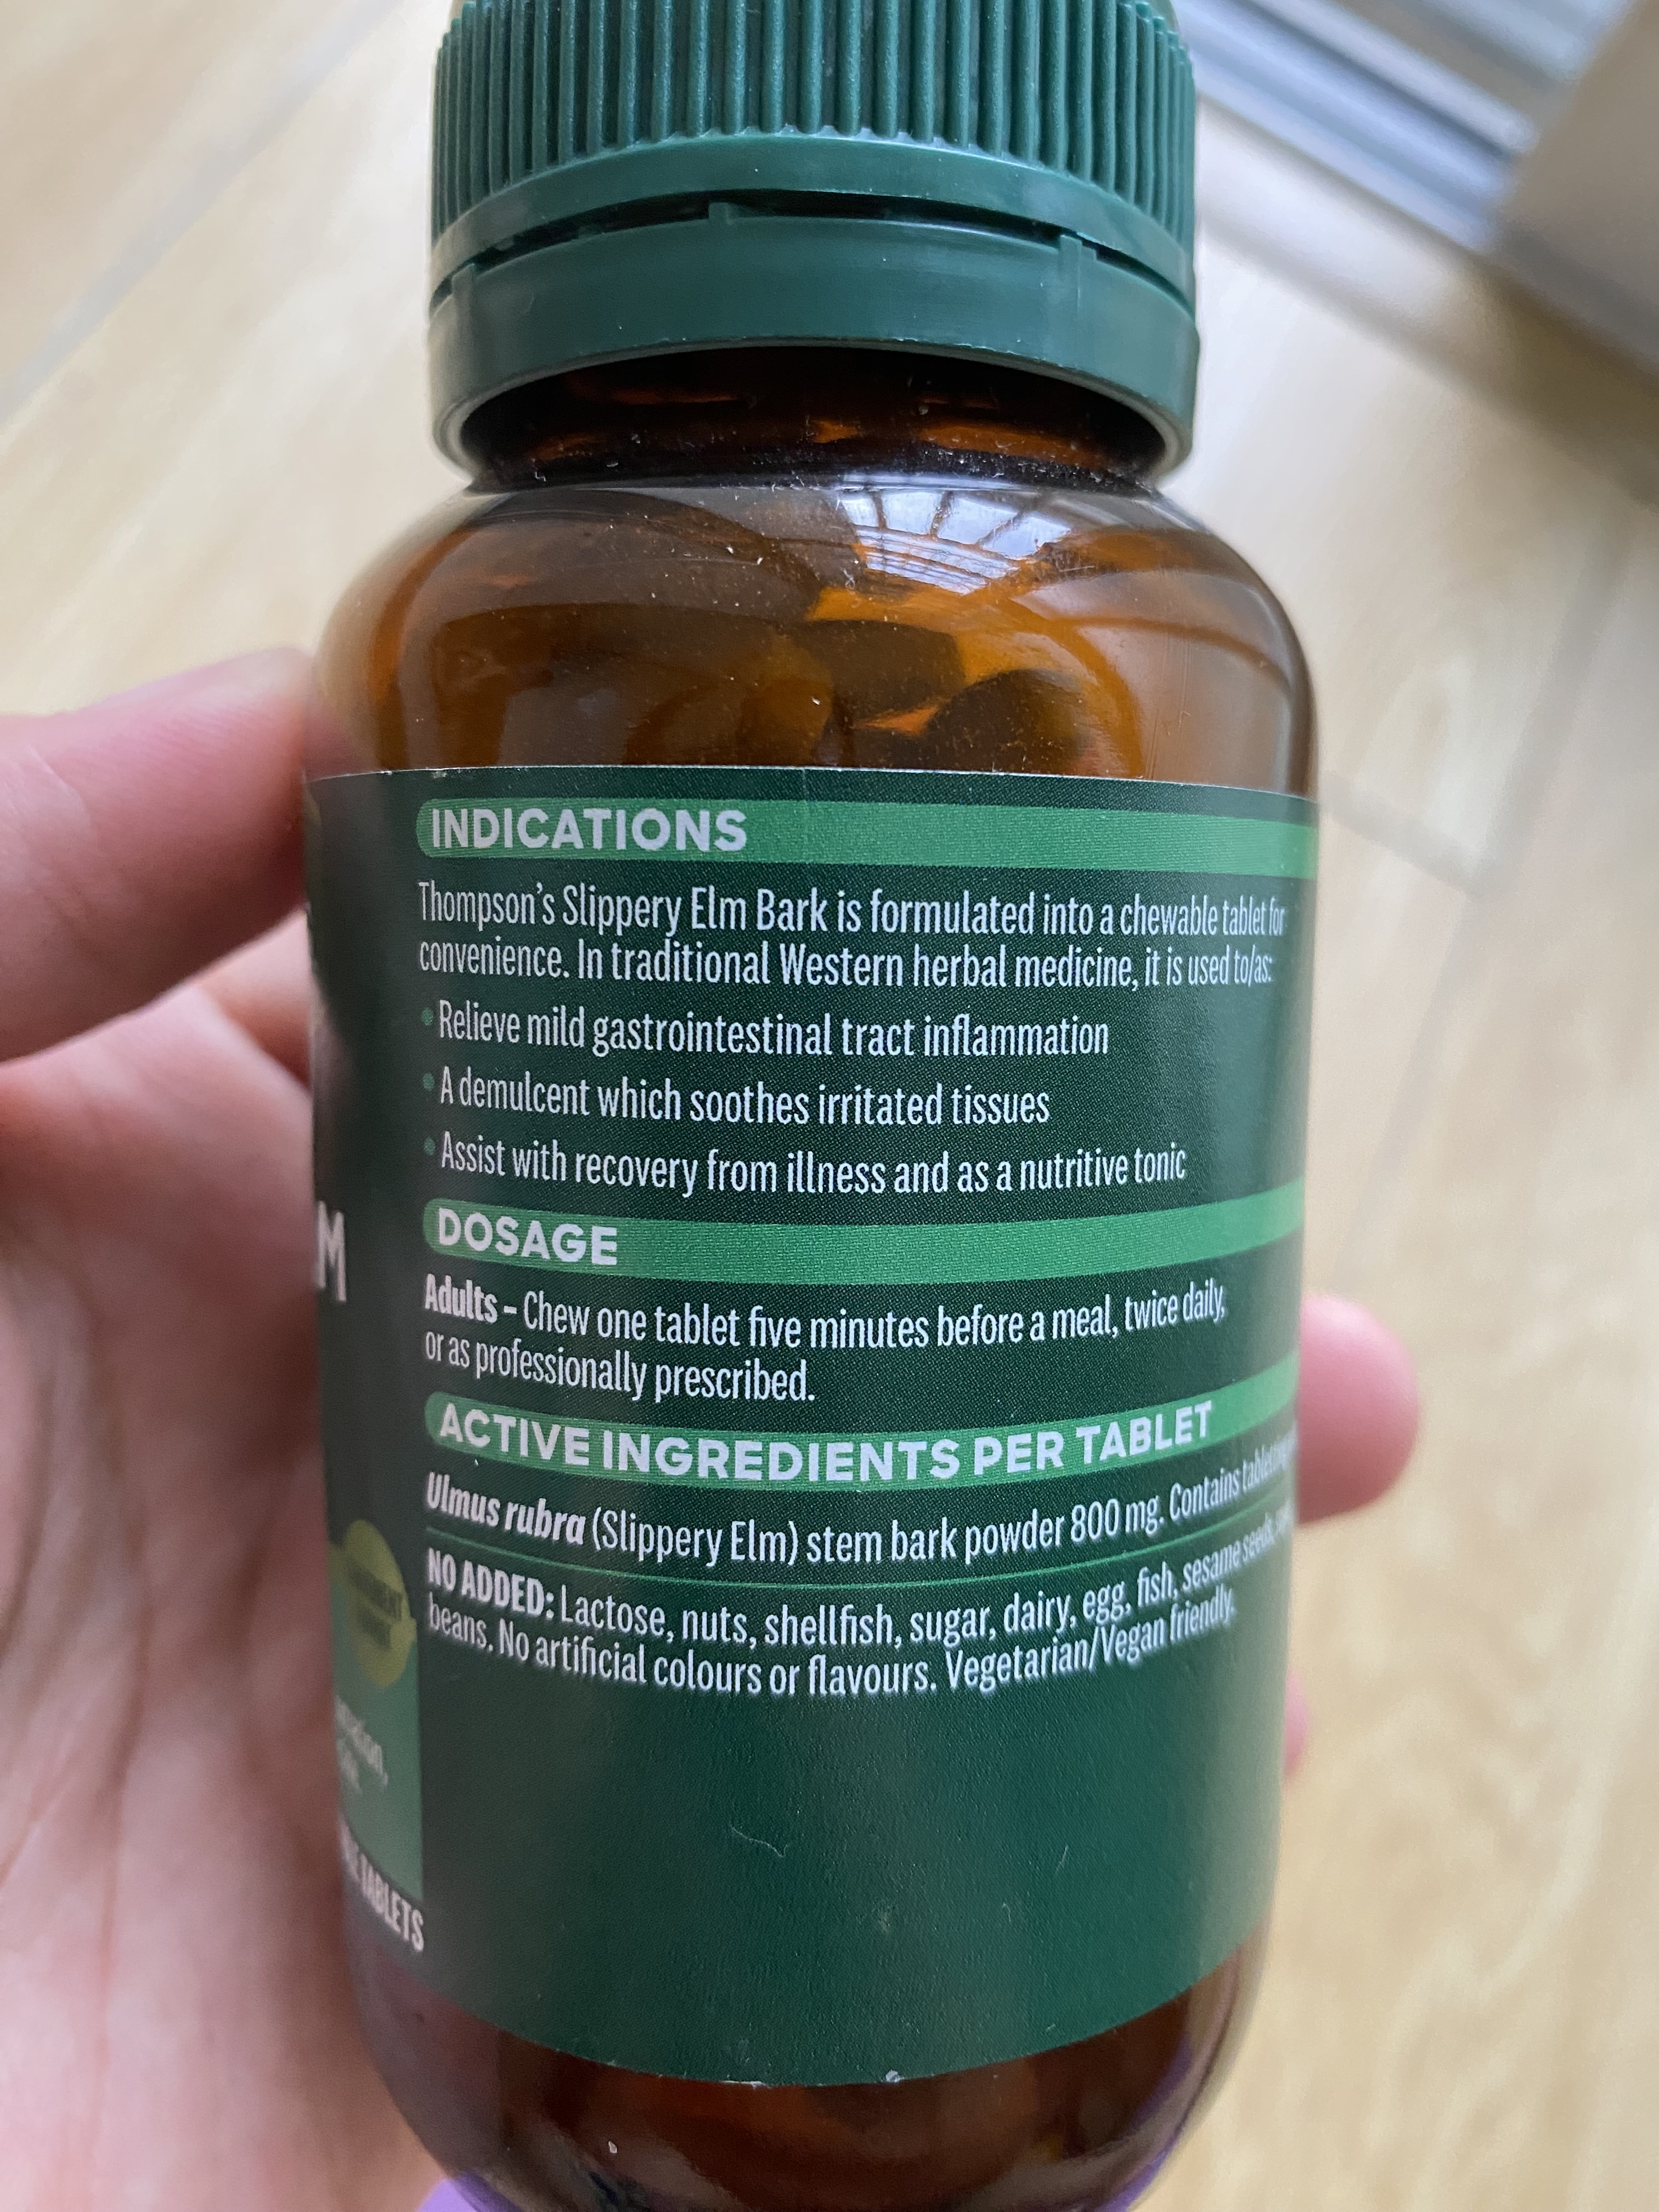 INDICATIONS
Thompson's Slippery Elm Bark is formulated into a chewable tablet for
convenience. In traditional Western herbal medicine, it is used to/as:
• Relieve mild gastrointestinal tract inflammation
• A demulcent which soothes irritated tissues
• Assist with recovery from illness and as a nutritive tonic
DOSAGE
Adults – Chew one tablet five minutes before a meal, twice daily,
or as professionally prescribed.
ACTIVE INGREDIENTS PER TABLET
Ulmus rubra (Slippery Elm) stem bark powder 800 mg. Contains
NO ADDED: Lactose, nuts, shellfish, sugar, dairy, egg, fish, sesame seeds,
beans. No artificial colours or flavours. Vegetarian/Vegan friendly.
M
TABLETS